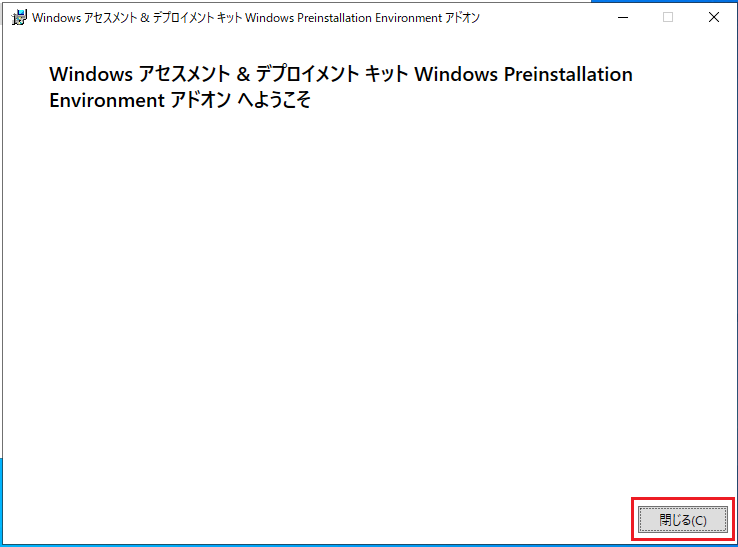 Windows アセスメント & デプロイメント キット Windows Preinstallation Environment アドオン
Windows アセスメント & デプロイメント キット Windows Preinstallation
Environment アドオン へようこそ
閉じる(C)